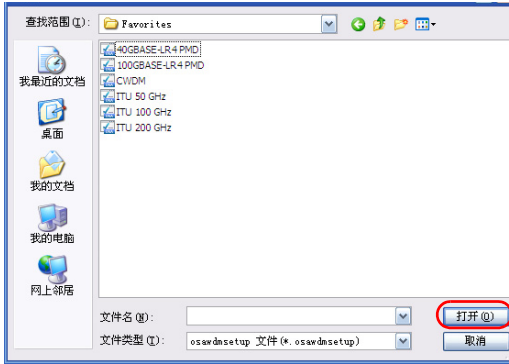 查找范围(I):
Favorites
40GBASE-LR4 PMD
100GBASE-LR4 PMD
CWDM
ITU 50 GHz
ITU 100 GHz
ITU 200 GHz
我最近的文档
桌面
我的文档
我的电脑
网上邻居
文件名(N):
打开(O)
文件类型(T):
osawdmsetup 文件(*.osawdmsetup)
取消